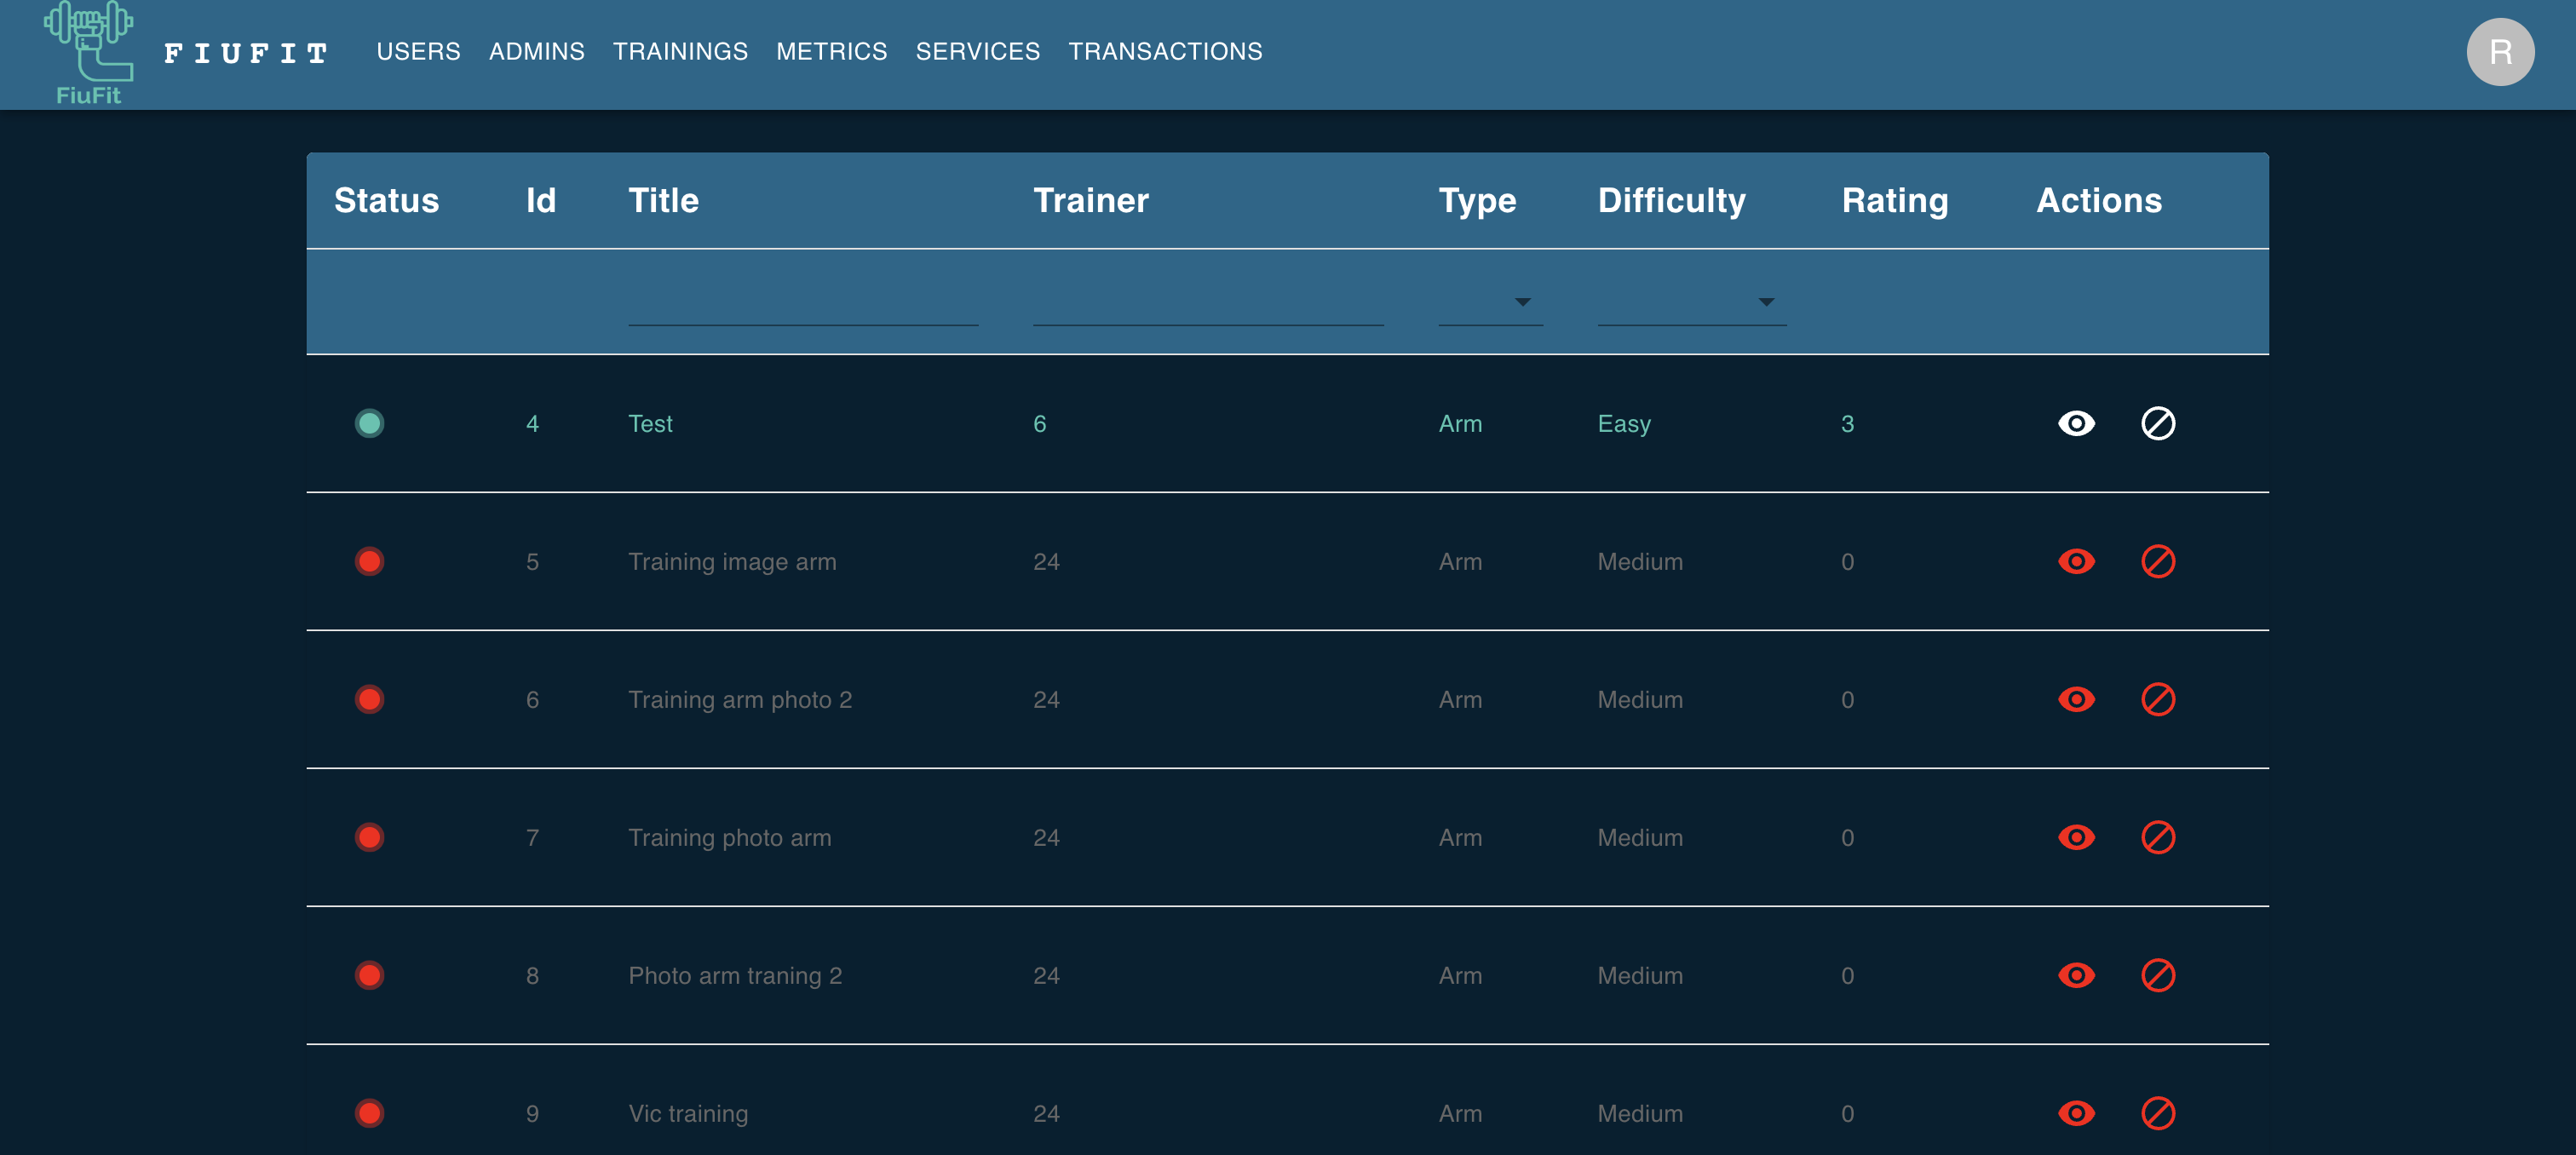 FiuFit
FIUFIT USERS ADMINS TRAININGS METRICS SERVICES TRANSACTIONS R
Status Id Title Trainer Type Difficulty Rating Actions
4 Test 6 Arm Easy 3
5 Training image arm 24 Arm Medium 0
6 Training arm photo 2 24 Arm Medium 0
7 Training photo arm 24 Arm Medium 0
8 Photo arm traning 2 24 Arm Medium 0
9 Vic training 24 Arm Medium 0